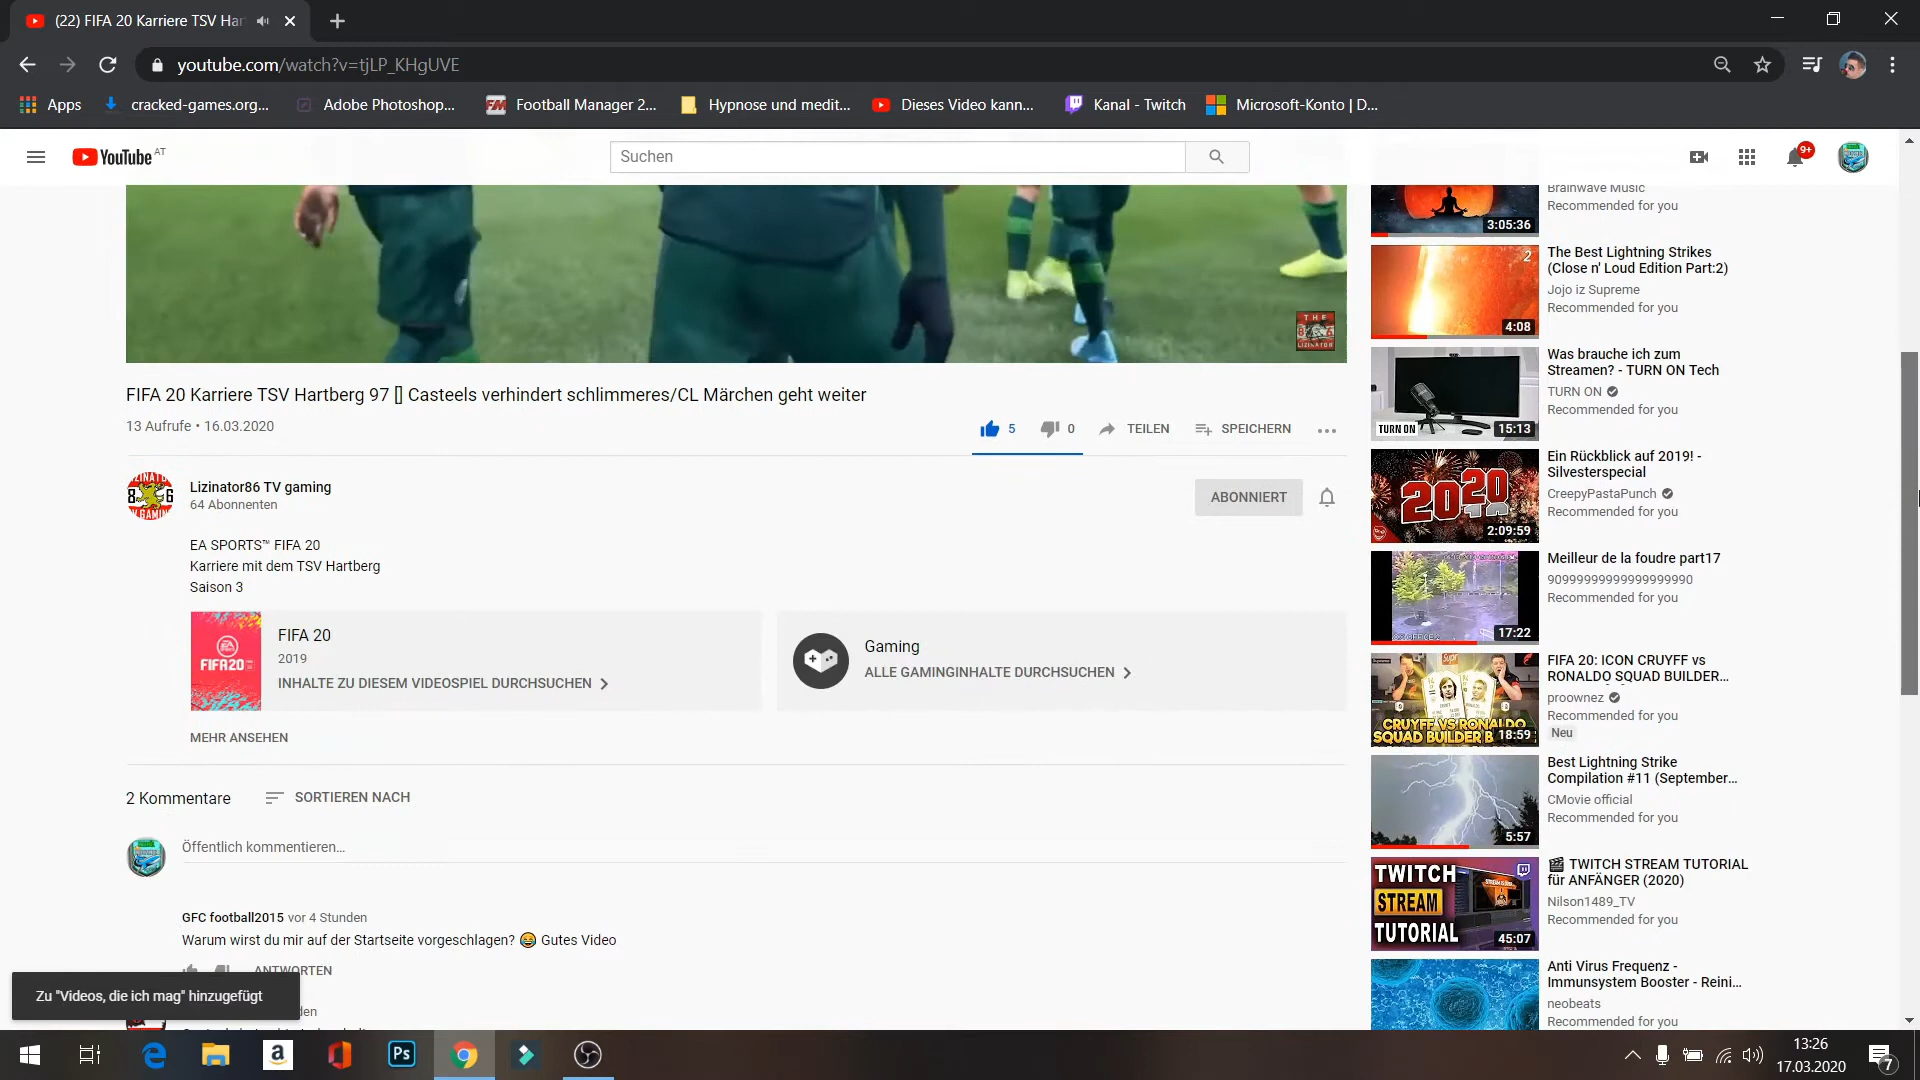 (22) FIFA 20 Karriere TSV Har
youtube.com/watch?v=tjLP_KHgUVE
Apps
cracked-games.org...
Adobe Photoshop...
Football Manager 2...
Hypnose und medit...
Dieses Video kann...
Kanal - Twitch
Microsoft-Konto | D...
YouTube AT
Suchen
9+
THE
86
LIZINATOR
FIFA 20 Karriere TSV Hartberg 97 [] Casteels verhindert schlimmeres/CL Märchen geht weiter
13 Aufrufe • 16.03.2020
5
0
TEILEN
SPEICHERN
Lizinator86 TV gaming
64 Abonnenten
ABONNIERT
EA SPORTS™ FIFA 20
Karriere mit dem TSV Hartberg
Saison 3
FIFA 20
FIFA 20
2019
INHALTE ZU DIESEM VIDEOSPIEL DURCHSUCHEN
Gaming
ALLE GAMINGINHALTE DURCHSUCHEN
MEHR ANSEHEN
2 Kommentare
SORTIEREN NACH
Öffentlich kommentieren...
GFC football2015 vor 4 Stunden
Warum wirst du mir auf der Startseite vorgeschlagen? 😂 Gutes Video
ANTWORTEN
Zu "Videos, die ich mag" hinzugefügt
Brainwave Music
Recommended for you
3:05:36
The Best Lightning Strikes
(Close n' Loud Edition Part:2)
Jojo iz Supreme
Recommended for you
2
4:08
Was brauche ich zum
Streamen? - TURN ON Tech
TURN ON
Recommended for you
TURN ON
15:13
Ein Rückblick auf 2019! -
Silvesterspecial
CreepyPastaPunch
Recommended for you
2020
2:09:59
Meilleur de la foudre part17
90999999999999999990
Recommended for you
17:22
FIFA 20: ICON CRUYFF vs
RONALDO SQUAD BUILDER...
proownez
Recommended for you
Neu
CRUYFF VS RONALDO
SQUAD BUILDER B
18:59
Best Lightning Strike
Compilation #11 (September...
CMovie official
Recommended for you
5:57
🎬 TWITCH STREAM TUTORIAL
für ANFÄNGER (2020)
Nilson1489_TV
Recommended for you
TWITCH
STREAM
TUTORIAL
45:07
Anti Virus Frequenz -
Immunsystem Booster - Reini...
neobeats
Recommended for you
13:26
17.03.2020
7